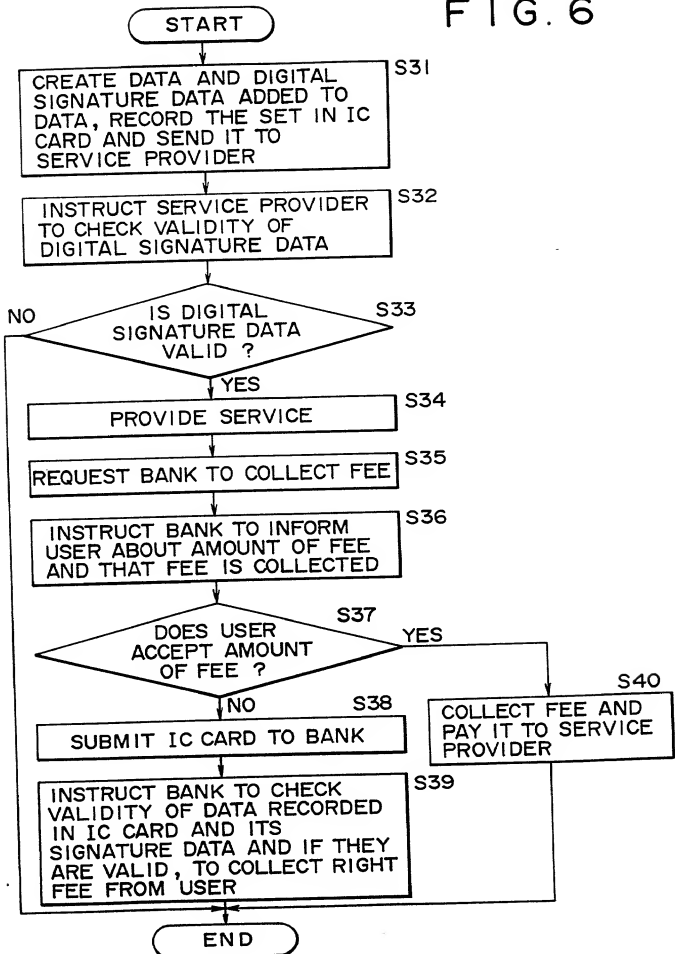 FIG. 6
START
S31
CREATE DATA AND DIGITAL
SIGNATURE DATA ADDED TO
DATA, RECORD THE SET IN IC
CARD AND SEND IT TO
SERVICE PROVIDER
S32
INSTRUCT SERVICE PROVIDER
TO CHECK VALIDITY OF
DIGITAL SIGNATURE DATA
S33
NO
IS DIGITAL
SIGNATURE DATA
VALID ?
YES
S34
PROVIDE SERVICE
S35
REQUEST BANK TO COLLECT FEE
S36
INSTRUCT BANK TO INFORM
USER ABOUT AMOUNT OF FEE
AND THAT FEE IS COLLECTED
S37
DOES USER
ACCEPT AMOUNT
OF FEE ?
YES
NO
S38
SUBMIT IC CARD TO BANK
S40
COLLECT FEE AND
PAY IT TO SERVICE
PROVIDER
S39
INSTRUCT BANK TO CHECK
VALIDITY OF DATA RECORDED
IN IC CARD AND ITS
SIGNATURE DATA AND IF THEY
ARE VALID, TO COLLECT RIGHT
FEE FROM USER
END